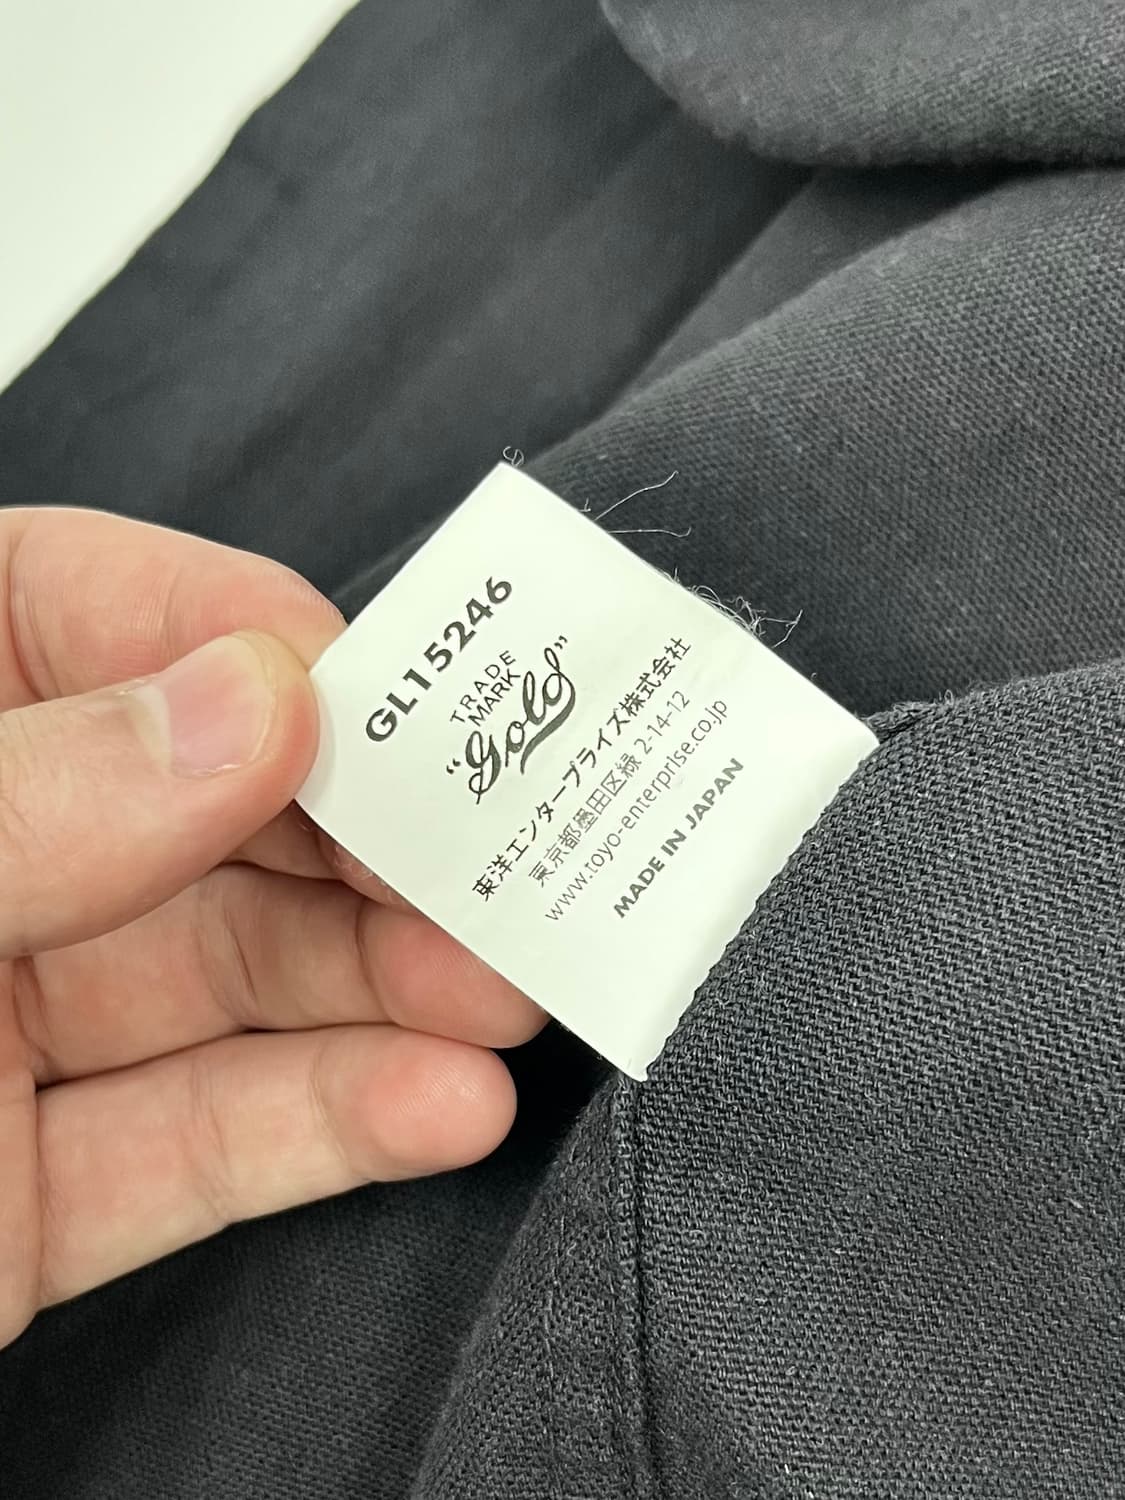 GL15246
TRADE
MARK
"Gold"
東洋エンタープライズ株式会社
東京都墨田区緑 2-14-12
www.toyo-enterprise.co.jp
MADE IN JAPAN